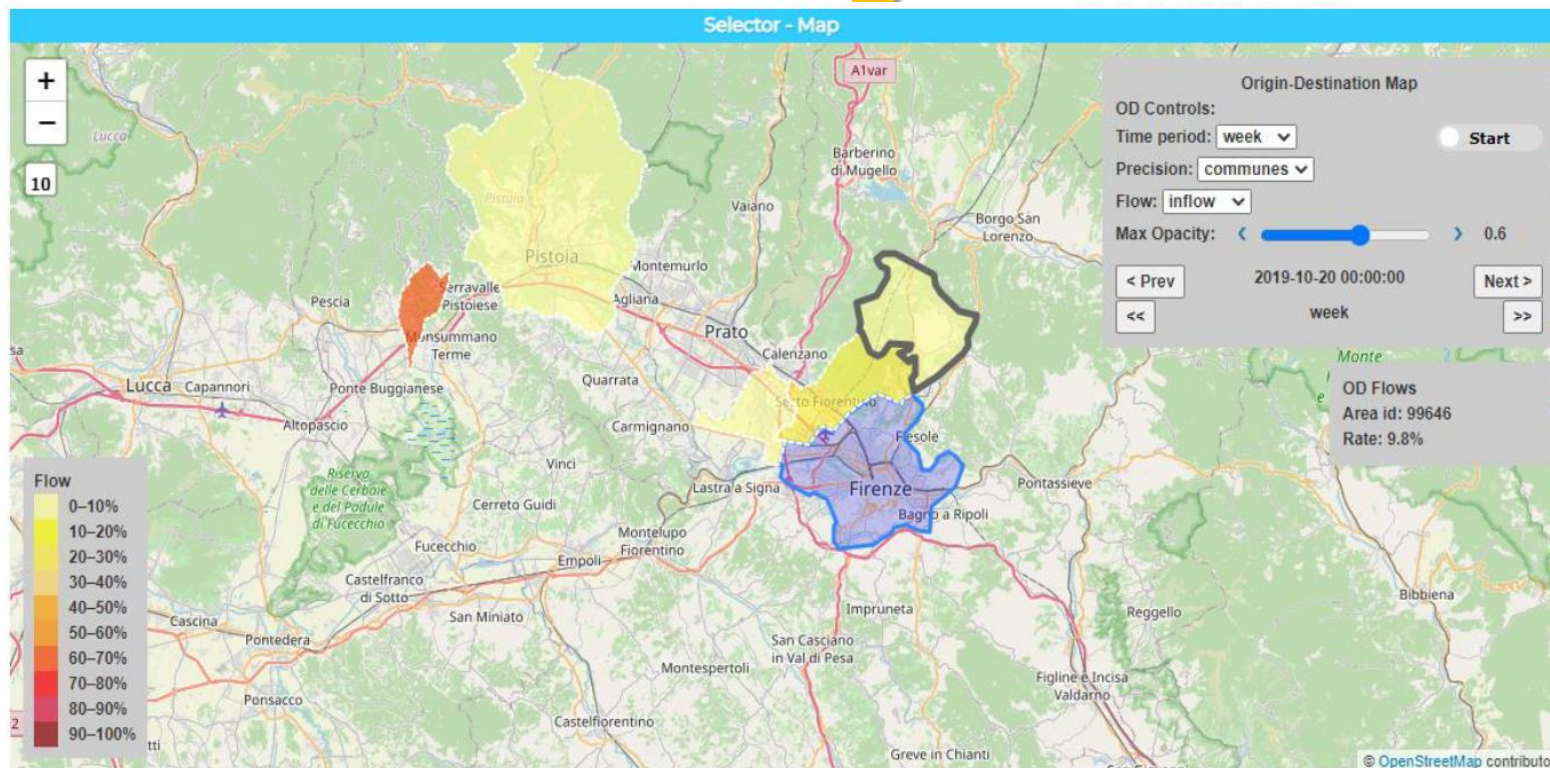 Selector - Map
+
−
10
Origin-Destination Map
OD Controls:
Time period: week
Start
Precision: communes
Flow: inflow
Max Opacity: < > 0.6
< Prev 2019-10-20 00:00:00 Next >
<< week >>
OD Flows
Area id: 99646
Rate: 9.8%
Flow
0–10%
10–20%
20–30%
30–40%
40–50%
50–60%
60–70%
70–80%
80–90%
90–100%
A1var
Lucca
Barberino
di Mugello
Pistoia
Vaiano
Borgo San
Lorenzo
Pistoia
Montemurlo
Serravalle
Pistoiese
Pescia
Agliana
Prato
Monsummano
Terme
Calenzano
Monte
Lucca
Capannori
Ponte Buggianese
Quarrata
Sesto Fiorentino
Altopascio
Carmignano
Fiesole
Vinci
Riserva
delle Cerbaie
e del Padule
di Fucecchio
Lastra a Signa
Firenze
Pontassieve
Cerreto Guidi
Bagno a Ripoli
Montelupo
Fiorentino
Fucecchio
Empoli
Castelfranco
di Sotto
Bibbiena
Impruneta
Reggello
Cascina
San Miniato
Pontedera
San Casciano
in Val di Pesa
Montespertoli
Figline e Incisa
Valdarno
Ponsacco
2
Castelfiorentino
tti
Greve in Chianti
© OpenStreetMap contributo